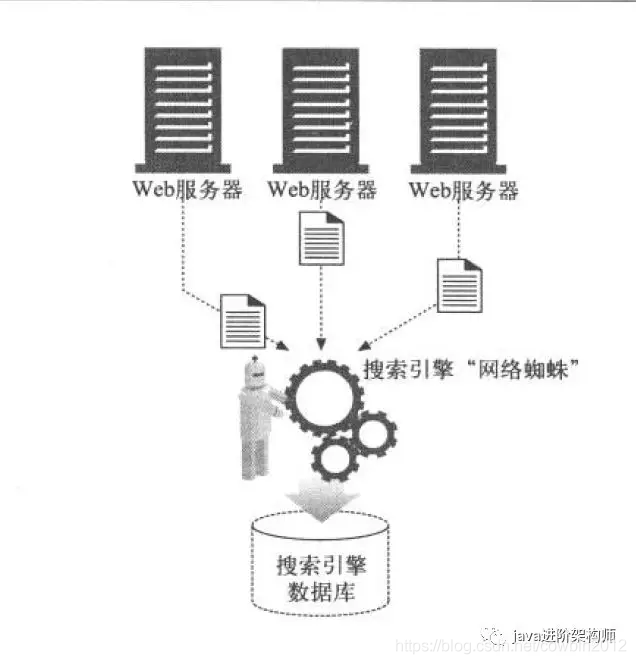 Web服务器
Web服务器
Web服务器
搜索引擎“网络蜘蛛”
搜索引擎
数据库
java进阶架构师
https://blog.csdn.net/cowbin2012